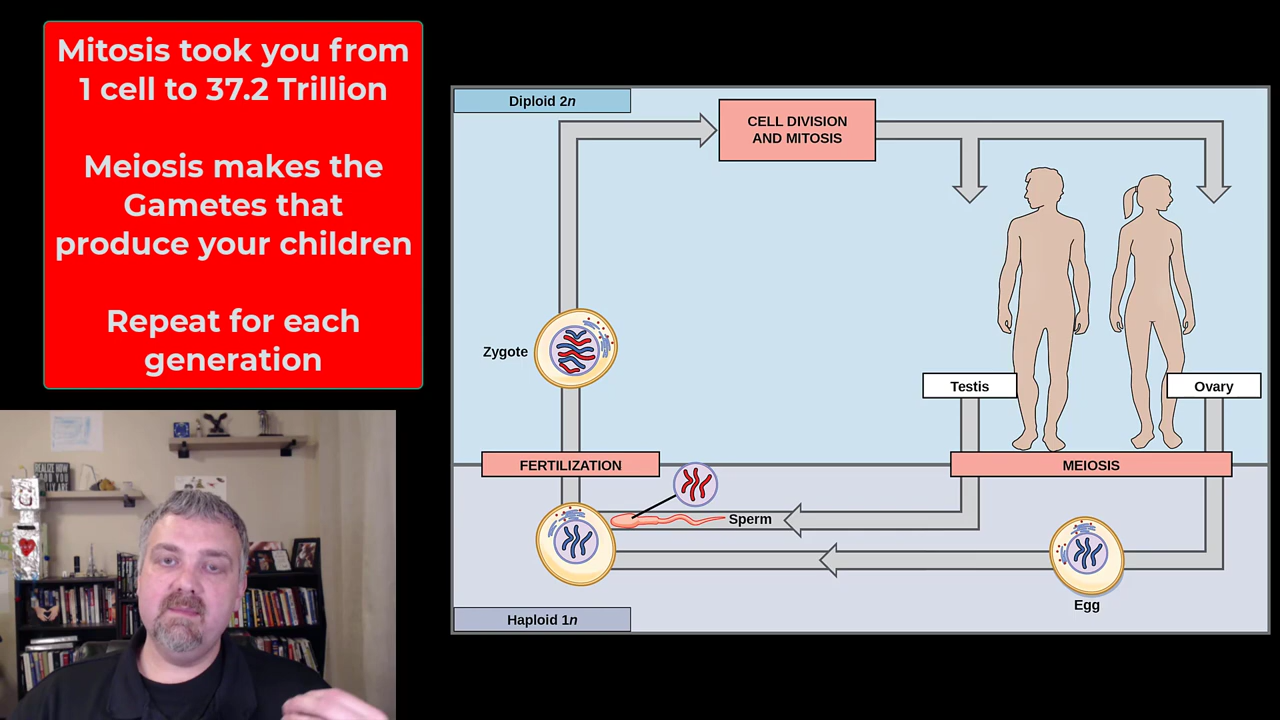 Mitosis took you from
1 cell to 37.2 Trillion
Meiosis makes the
Gametes that
produce your children
Repeat for each
generation
Diploid 2n
CELL DIVISION
AND MITOSIS
Zygote
Testis
Ovary
FERTILIZATION
MEIOSIS
Sperm
Egg
Haploid 1n